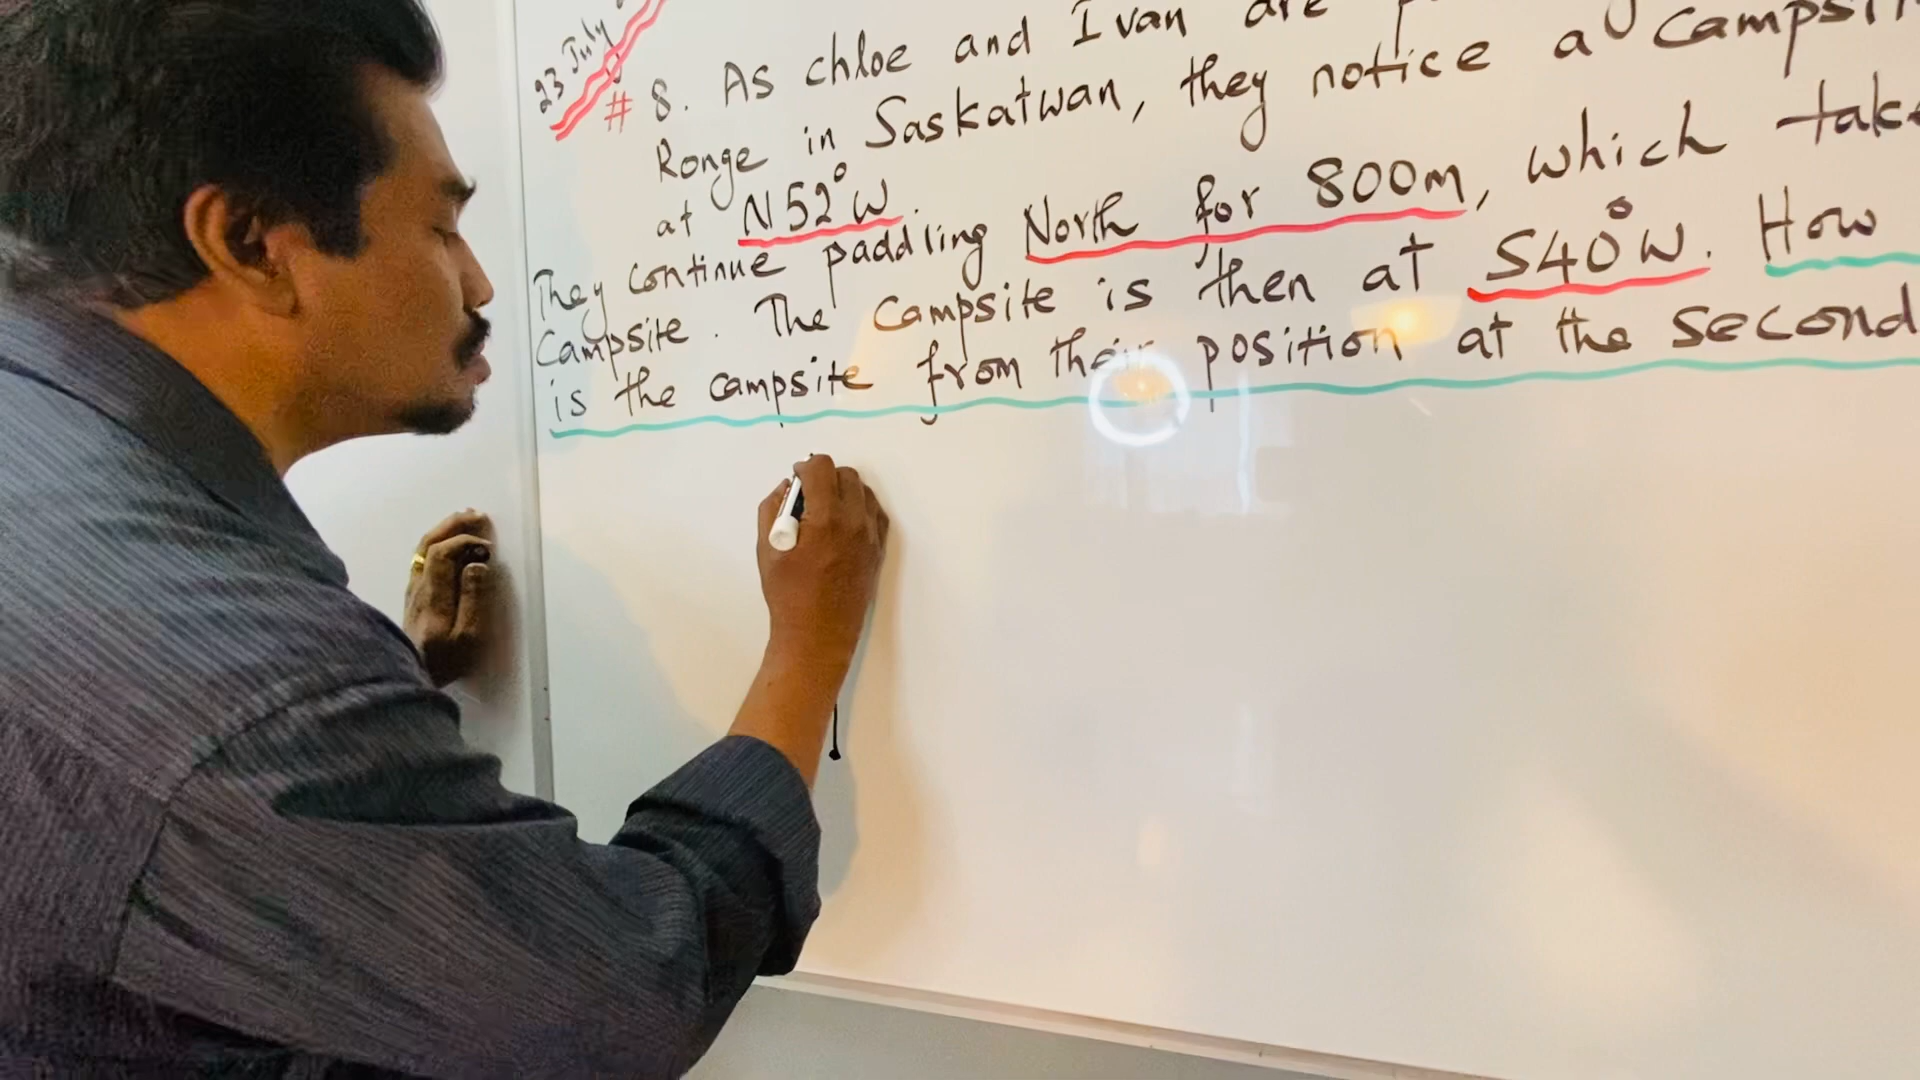 23 July
# 8. As chloe and Ivan are
Ronge in Saskatwan, they notice a
at N52°W.
They continue paddling North for 800m, which
Campsite. The Campsite is then at S40°W. How
is the campsite from their position at the second